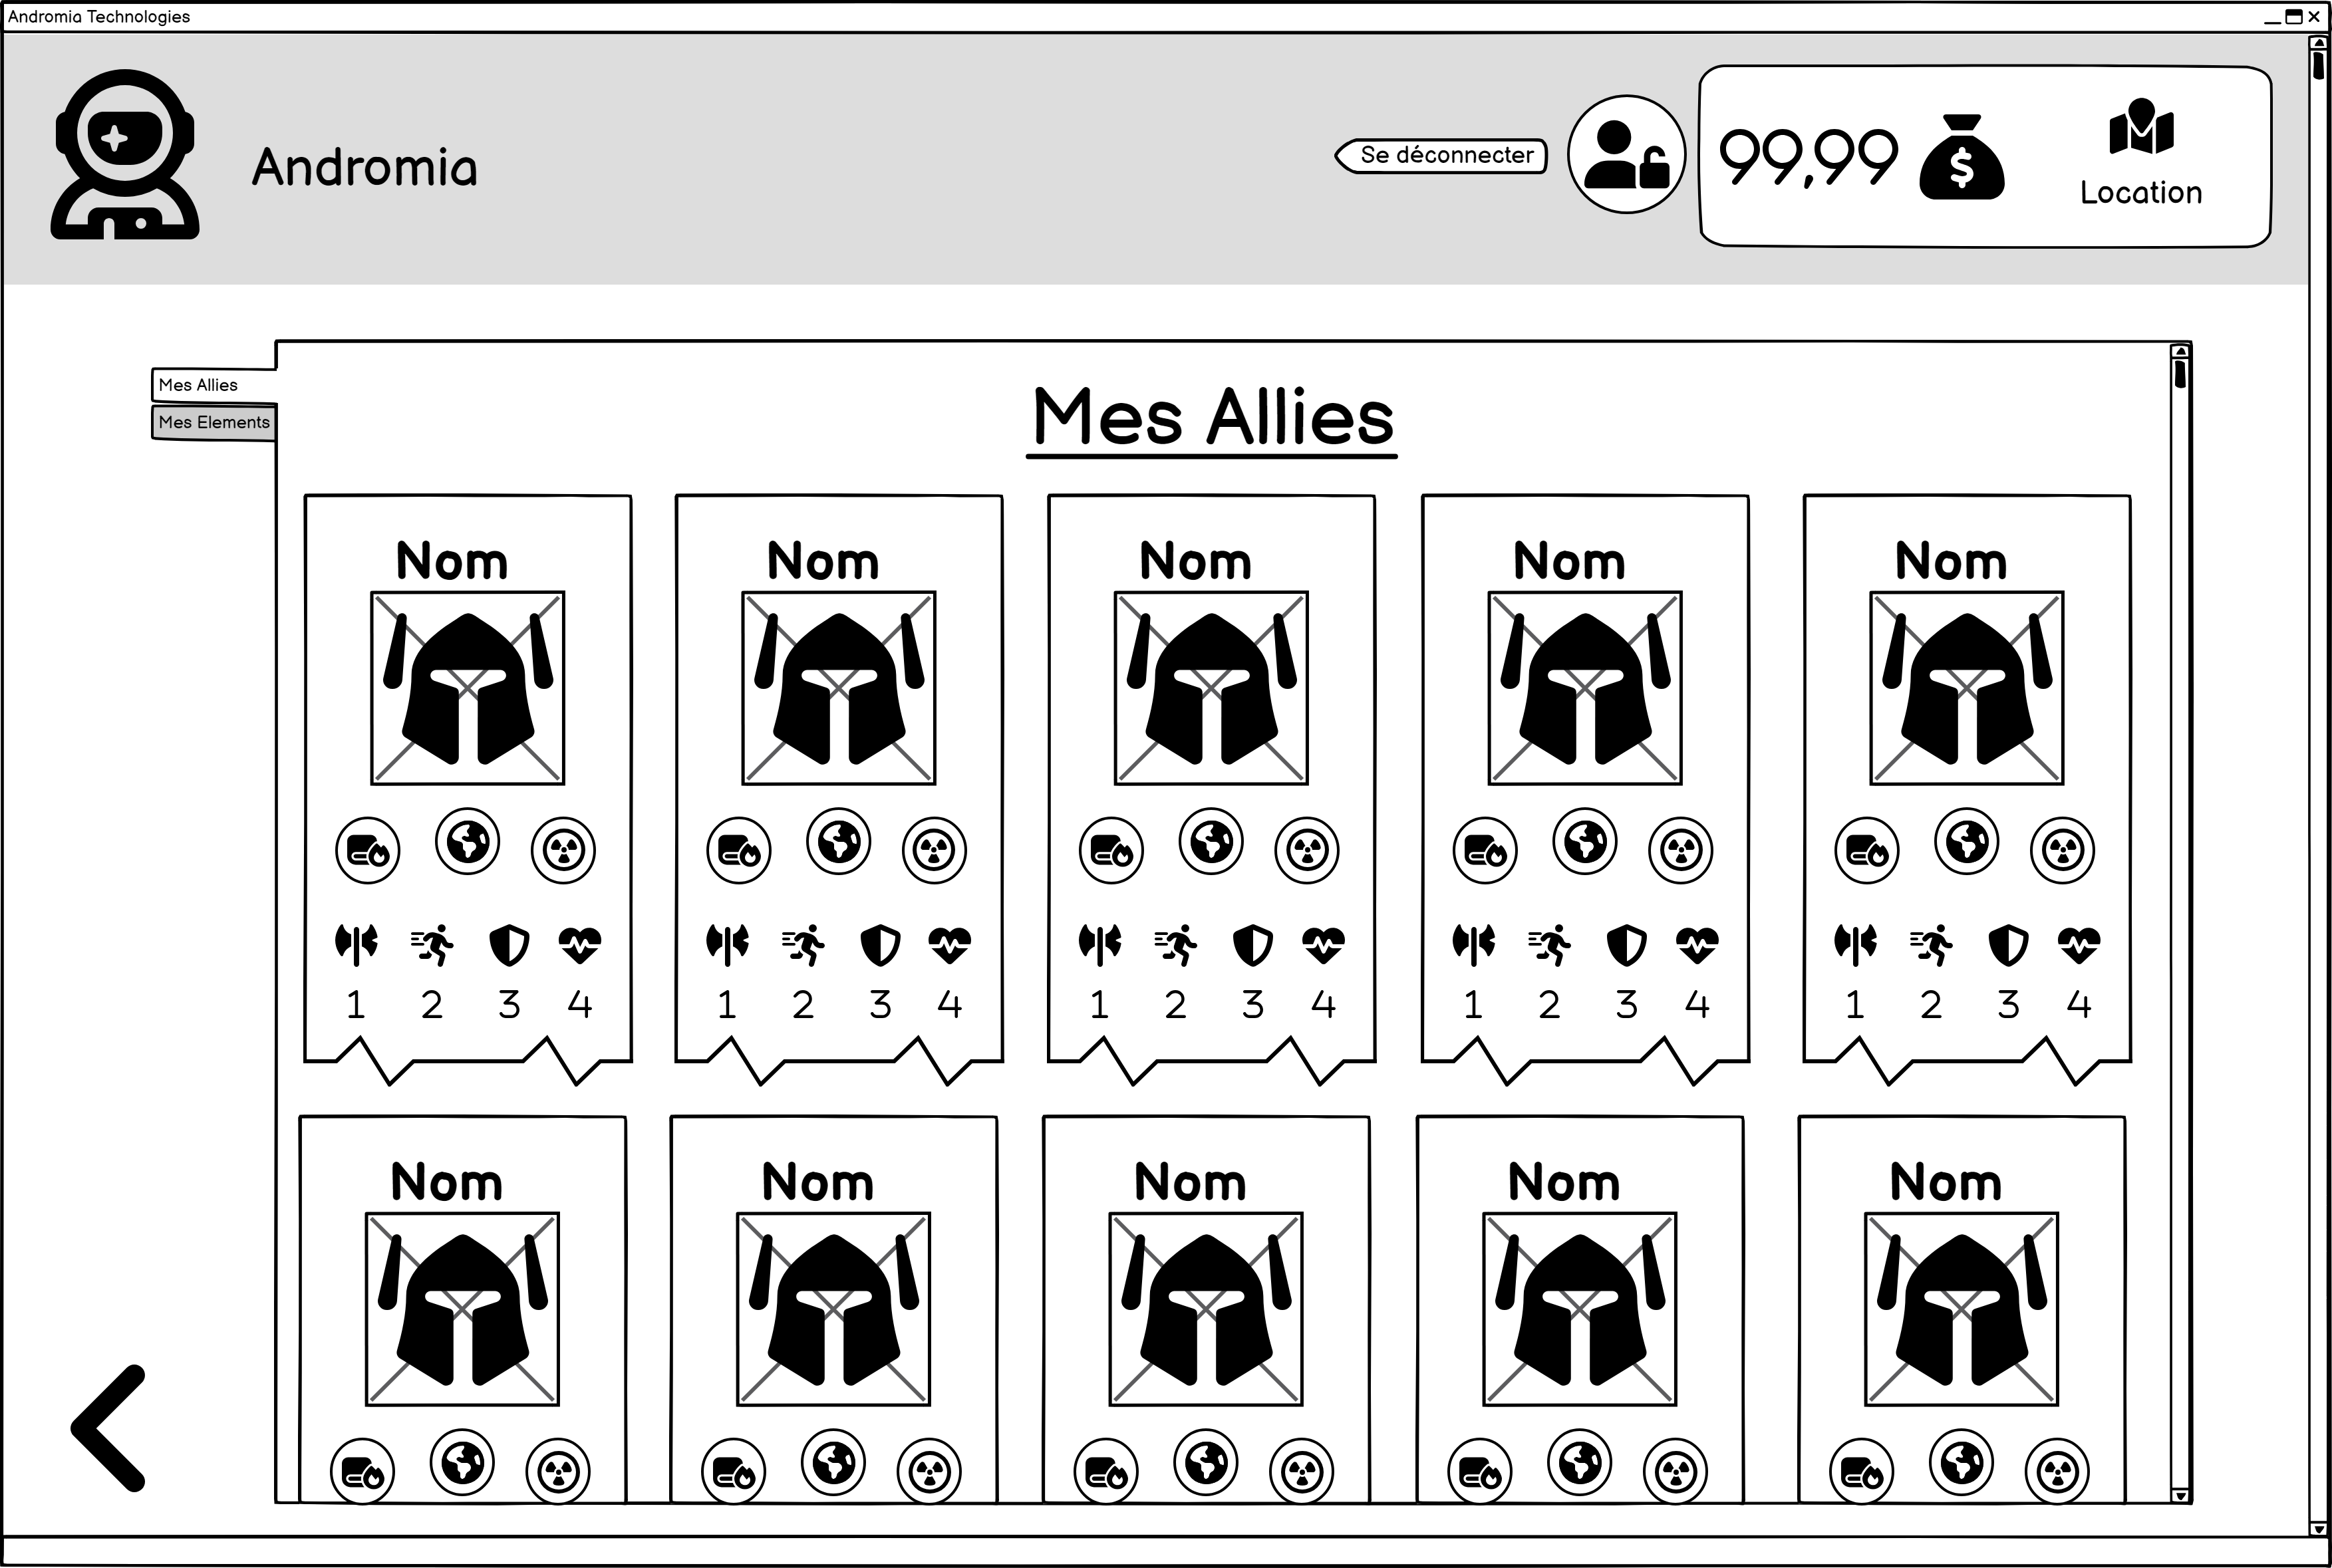 Andromia Technologies
Andromia
Se déconnecter
99,99
$
Location
Mes Allies
Mes Elements
Mes Allies
Nom Nom Nom Nom Nom
1 2 3 4 1 2 3 4 1 2 3 4 1 2 3 4 1 2 3 4
Nom Nom Nom Nom Nom